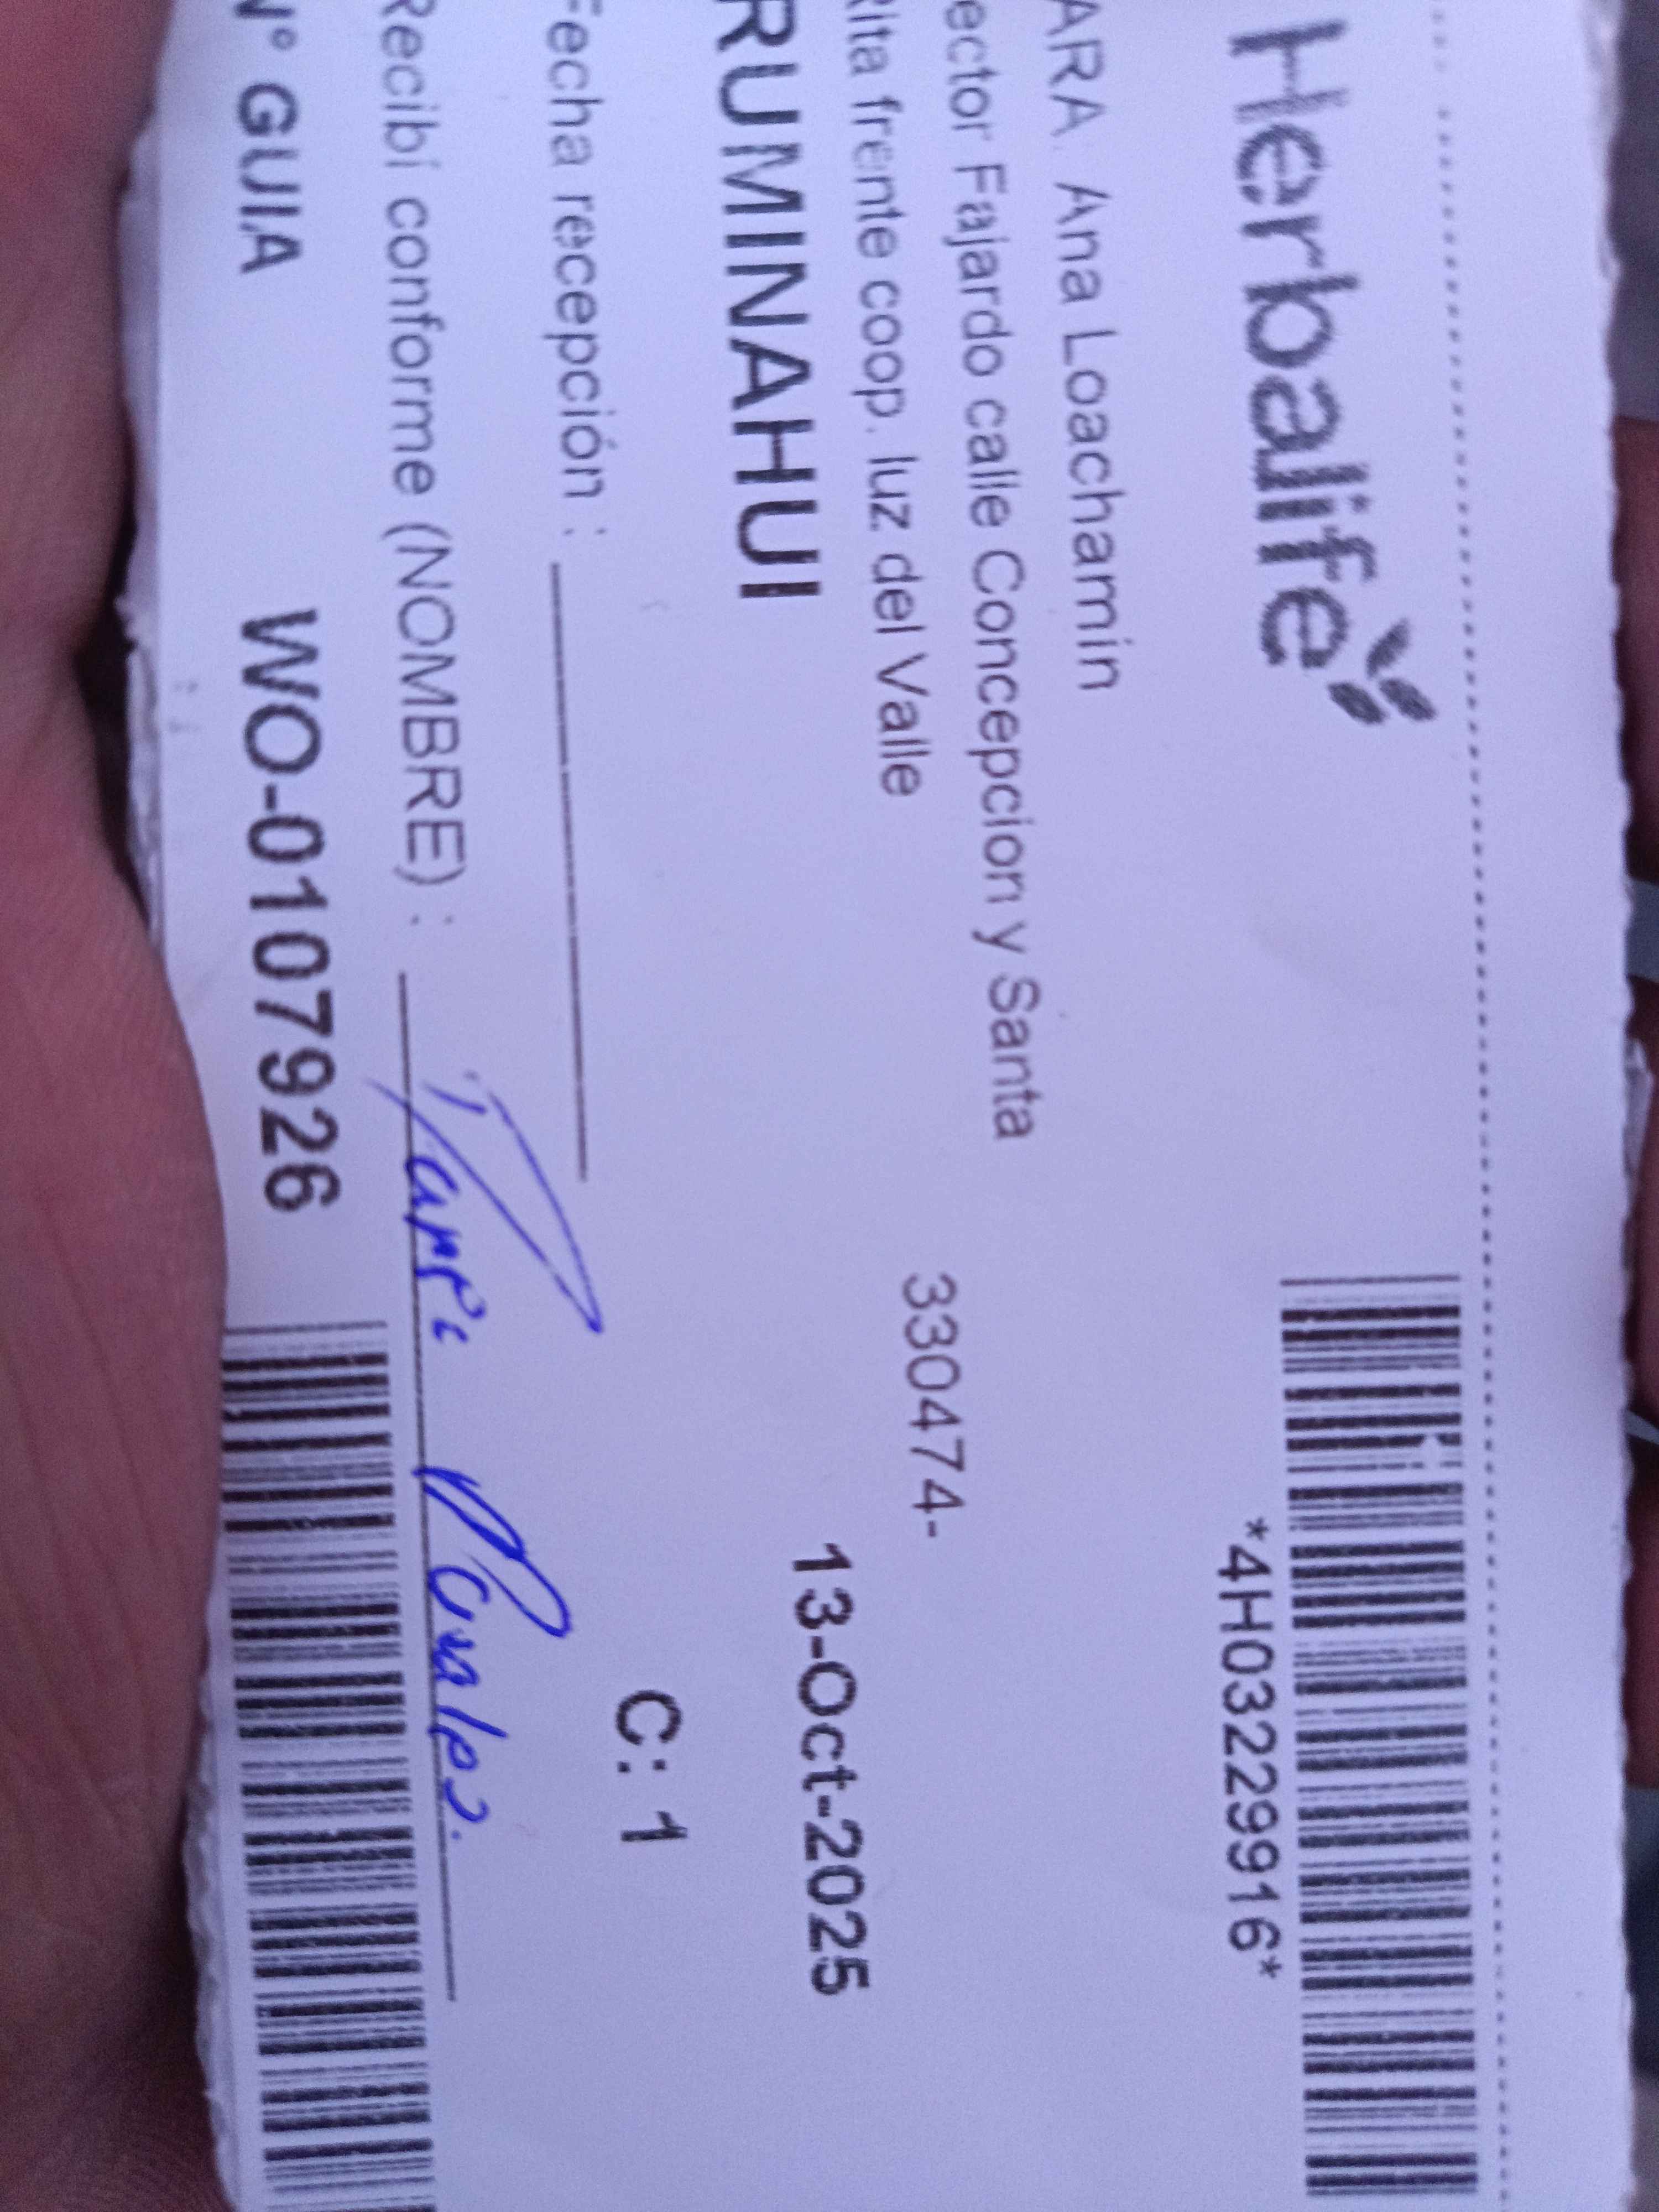 Herbalife
*4H03229916*
ARA: Ana Loachamin
ector Fajardo calle Concepcion y Santa
Rita frente coop. luz del Valle
330474-
RUMINAHUI
13-Oct-2025
C: 1
Fecha recepción :
Recibí conforme (NOMBRE) :
N° GUIA WO-01079926